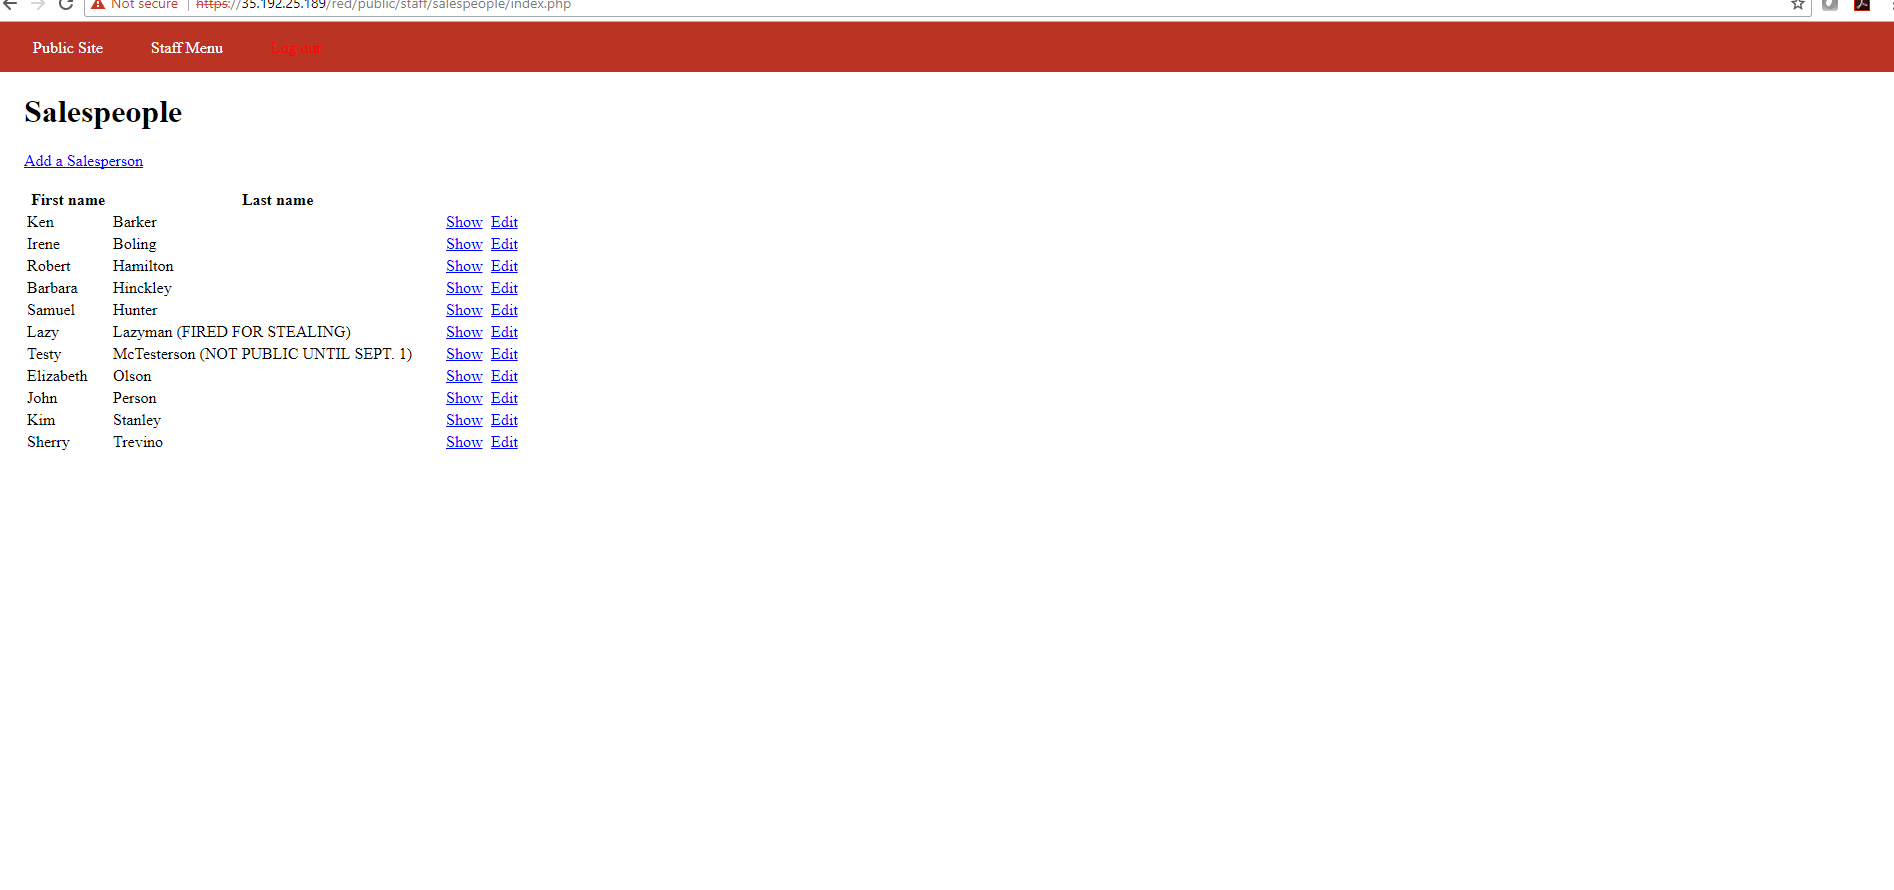 Not secure | https://35.192.25.189/red/public/staff/salespeople/index.php
Public Site Staff Menu Log out
Salespeople
Add a Salesperson
First name Last name
Ken Barker Show Edit
Irene Boling Show Edit
Robert Hamilton Show Edit
Barbara Hinckley Show Edit
Samuel Hunter Show Edit
Lazy Lazyman (FIRED FOR STEALING) Show Edit
Testy McTesterson (NOT PUBLIC UNTIL SEPT. 1) Show Edit
Elizabeth Olson Show Edit
John Person Show Edit
Kim Stanley Show Edit
Sherry Trevino Show Edit